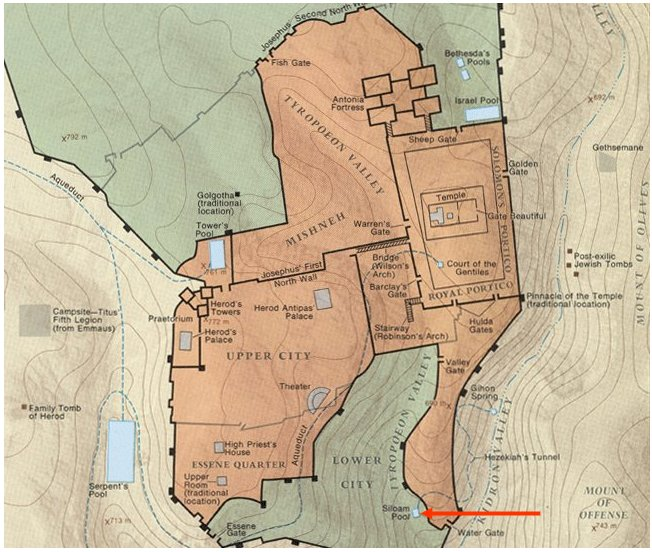 Josephus' Second North Wall
VALLEY
Fish Gate
Bethesda's
Pools
692 m
Antonia
Fortress
Israel Pool
TYROPOEON VALLEY
792 m
Sheep Gate
Gethsemane
Golden
Gate
SOLOMON'S PORTICO
Aqueduct
Golgotha
(traditional
location)
Temple
Gate Beautiful
MOUNT OF OLIVES
Tower's
Pool
MISHNEH
Warren's
Gate
761 m
Josephus' First
North Wall
Bridge
(Wilson's
Arch)
Court of the
Gentiles
Post-exilic
Jewish Tombs
Barclay's
Gate
ROYAL PORTICO
Pinnacle of the Temple
(traditional location)
Herod's
Towers
Herod Antipas
Palace
Praetorium
772 m
Campsite—Titus'
Fifth Legion
(from Emmaus)
Herod's
Palace
Stairway
(Robinson's Arch)
Hulda
Gates
UPPER CITY
Valley
Gate
Theater
Gihon
Spring
TYROPOEON VALLEY
Family Tomb
of Herod
High Priest's
House
Aqueduct
KIDRON VALLEY
Hezekiah's Tunnel
ESSENE QUARTER
LOWER
CITY
Serpent's
Pool
Upper
Room
(traditional
location)
MOUNT
OF
OFFENSE
713 m
Siloam
Pool
743 m
Essene
Gate
Water Gate